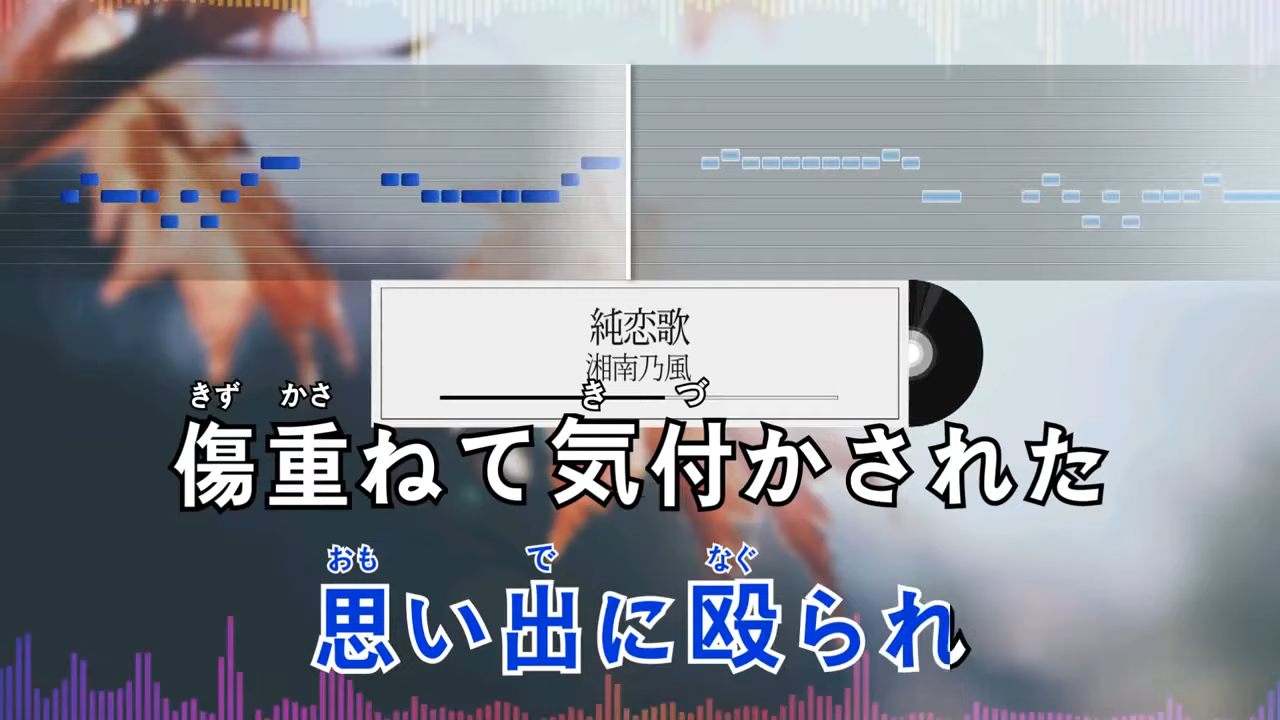 純恋歌
湘南乃風
きず かさ き づ
傷重ねて気付かされた
おも で なぐ
思い出に殴られ